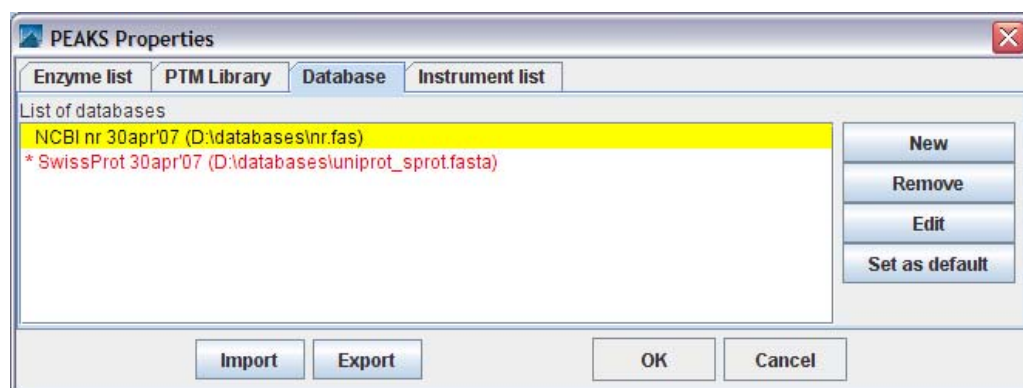 PEAKS Properties
Enzyme list PTM Library Database Instrument list
List of databases
NCBI nr 30apr'07 (D:\databases\nr.fas)
* SwissProt 30apr'07 (D:\databases\uniprot_sprot.fasta)
New
Remove
Edit
Set as default
Import Export OK Cancel